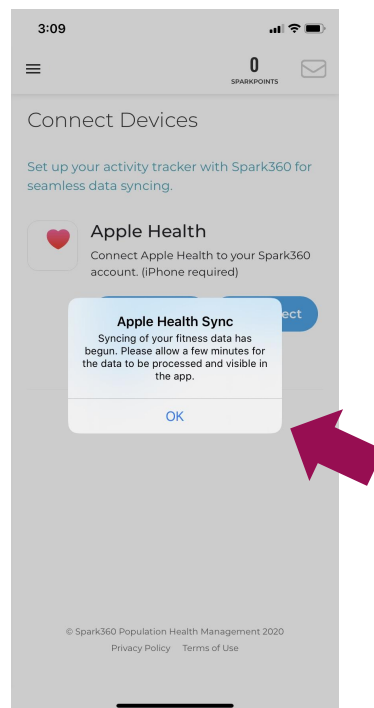 3:09
0
SPARKPOINTS
Connect Devices
Set up your activity tracker with Spark360 for
seamless data syncing.
Apple Health
Connect Apple Health to your Spark360
account. (iPhone required)
ect
Apple Health Sync
Syncing of your fitness data has
begun. Please allow a few minutes for
the data to be processed and visible in
the app.
OK
© Spark360 Population Health Management 2020
Privacy Policy Terms of Use